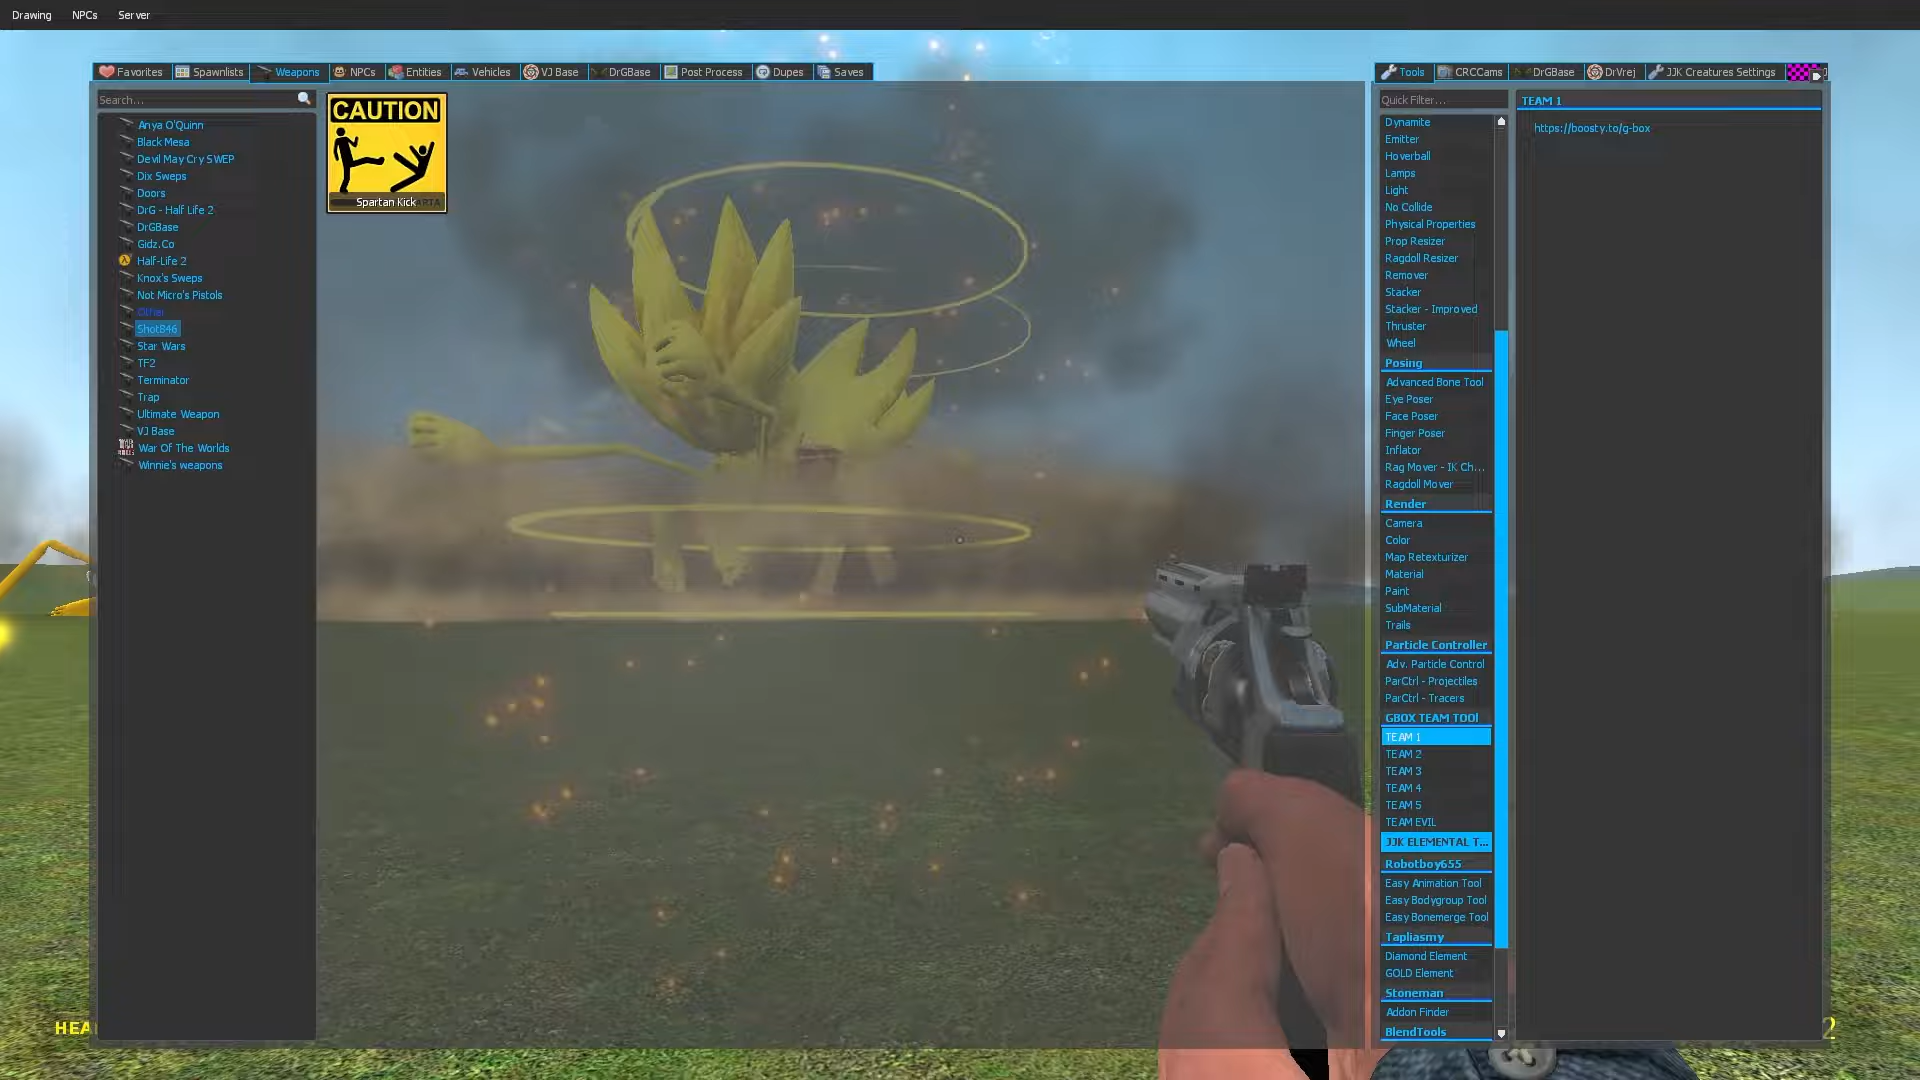 Drawing NPCs Server
Favorites Spawnlists Weapons NPCs Entities Vehicles VJ Base DrGBase Post Process Dupes Saves
Search...
Anya O'Quinn
Black Mesa
Devil May Cry SWEP
Dix Sweps
Doors
DrG - Half Life 2
DrGBase
Gidz.Co
Half-Life 2
Knox's Sweps
Not Micro's Pistols
Other
Shot846
Star Wars
TF2
Terminator
Trap
Ultimate Weapon
VJ Base
War Of The Worlds
Winnie's weapons
CAUTION
Spartan Kick
Tools CRCCams DrGBase DrVrej JJK Creatures Settings
Quick Filter...
Dynamite
Emitter
Hoverball
Lamps
Light
No Collide
Physical Properties
Prop Resizer
Ragdoll Resizer
Remover
Stacker
Stacker - Improved
Thruster
Wheel
Posing
Advanced Bone Tool
Eye Poser
Face Poser
Finger Poser
Inflator
Rag Mover - IK Ch...
Ragdoll Mover
Render
Camera
Color
Map Retexturizer
Material
Paint
SubMaterial
Trails
Particle Controller
Adv. Particle Control
ParCtrl - Projectiles
ParCtrl - Tracers
GBOX TEAM TOOl
TEAM 1
TEAM 2
TEAM 3
TEAM 4
TEAM 5
TEAM EVIL
JJK ELEMENTAL T...
Robotboy655
Easy Animation Tool
Easy Bodygroup Tool
Easy Bonemerge Tool
Tapliasmy
Diamond Element
GOLD Element
Stoneman
Addon Finder
BlendTools
TEAM 1
https://boosty.to/g-box
HEA
2